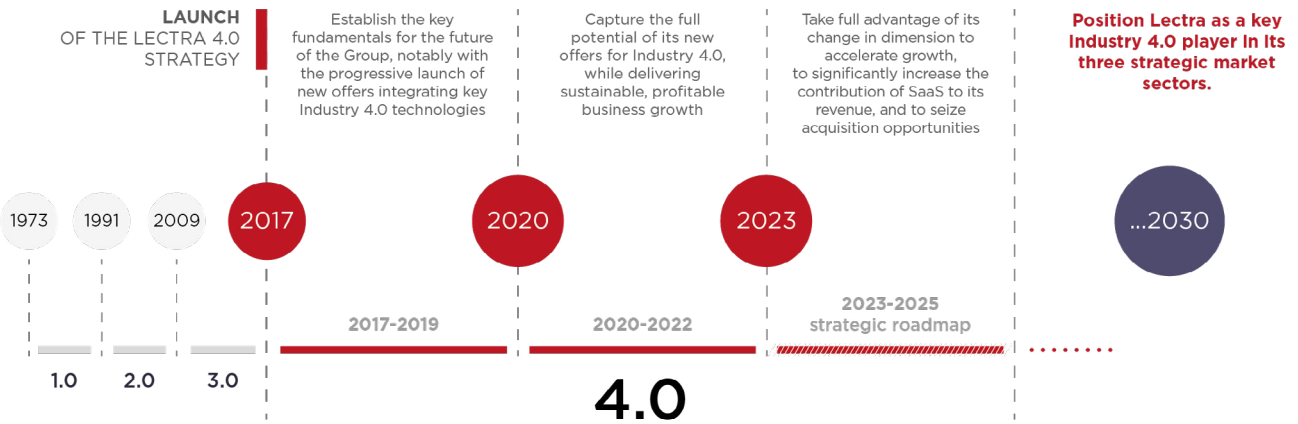 LAUNCH
OF THE LECTRA 4.0
STRATEGY
Establish the key
fundamentals for the future
of the Group, notably with
the progressive launch of
new offers integrating key
Industry 4.0 technologies
Capture the full
potential of its new
offers for Industry 4.0,
while delivering
sustainable, profitable
business growth
Take full advantage of its
change in dimension to
accelerate growth,
to significantly increase the
contribution of SaaS to its
revenue, and to seize
acquisition opportunities
Position Lectra as a key
Industry 4.0 player in its
three strategic market
sectors.
1973
1991
2009
2017
2020
2023
...2030
2017-2019
2020-2022
2023-2025
strategic roadmap
1.0
2.0
3.0
4.0